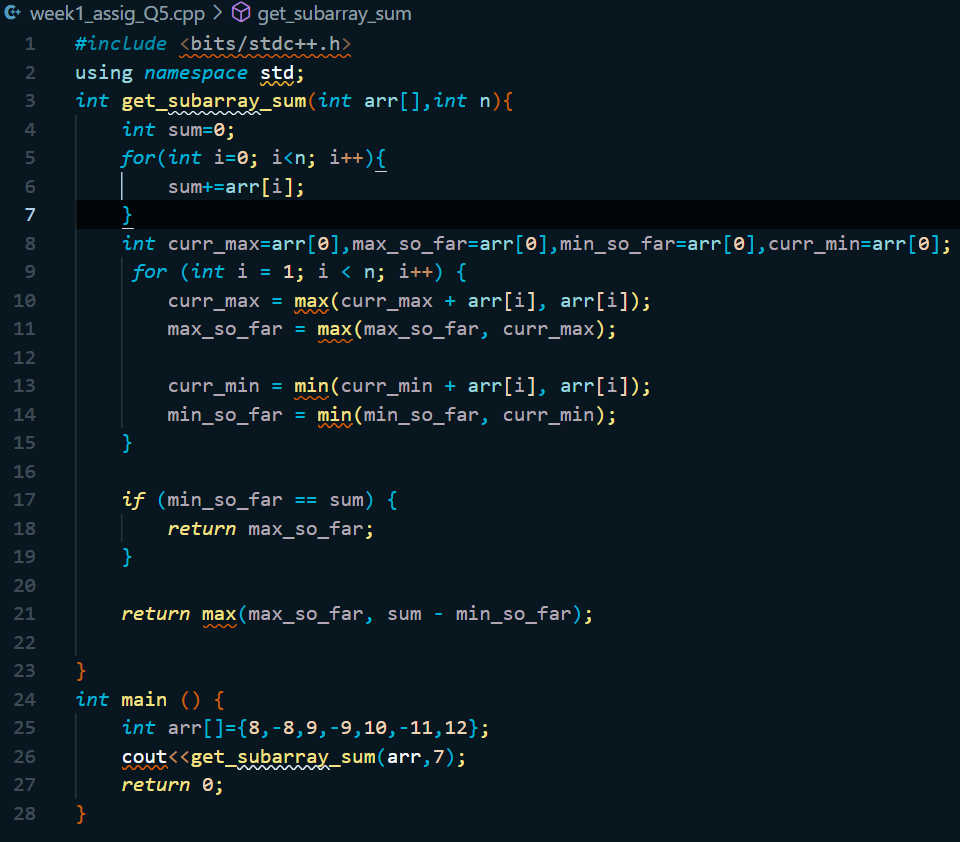 week1_assig_Q5.cpp > get_subarray_sum
1 #include <bits/stdc++.h>
2 using namespace std;
3 int get_subarray_sum(int arr[],int n){
4     int sum=0;
5     for(int i=0; i<n; i++){
6         sum+=arr[i];
7     }
8     int curr_max=arr[0],max_so_far=arr[0],min_so_far=arr[0],curr_min=arr[0];
9      for (int i = 1; i < n; i++) {
10         curr_max = max(curr_max + arr[i], arr[i]);
11         max_so_far = max(max_so_far, curr_max);
12
13         curr_min = min(curr_min + arr[i], arr[i]);
14         min_so_far = min(min_so_far, curr_min);
15     }
16
17     if (min_so_far == sum) {
18         return max_so_far;
19     }
20
21     return max(max_so_far, sum - min_so_far);
22
23 }
24 int main () {
25     int arr[]={8,-8,9,-9,10,-11,12};
26     cout<<get_subarray_sum(arr,7);
27     return 0;
28 }